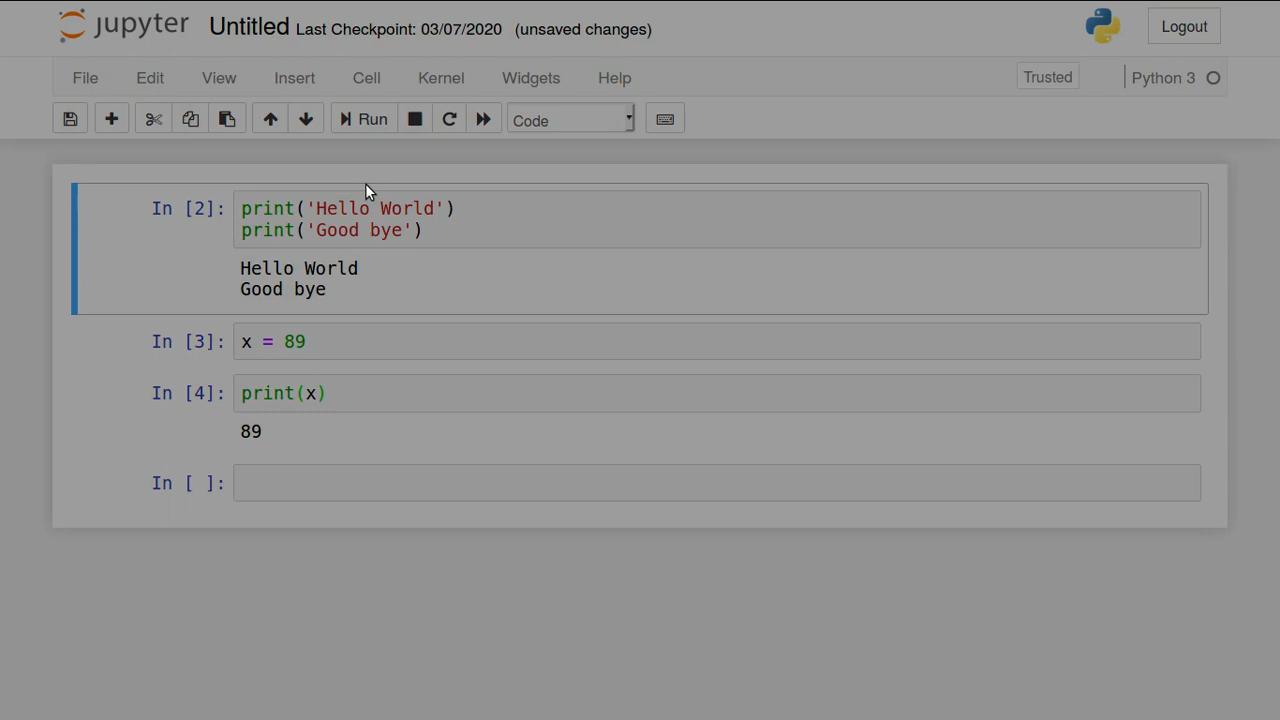 jupyter Untitled Last Checkpoint: 03/07/2020 (unsaved changes) Logout
File Edit View Insert Cell Kernel Widgets Help Trusted Python 3
Run Code
In [2]: print('Hello World')
print('Good bye')
Hello World
Good bye
In [3]: x = 89
In [4]: print(x)
89
In [ ]: